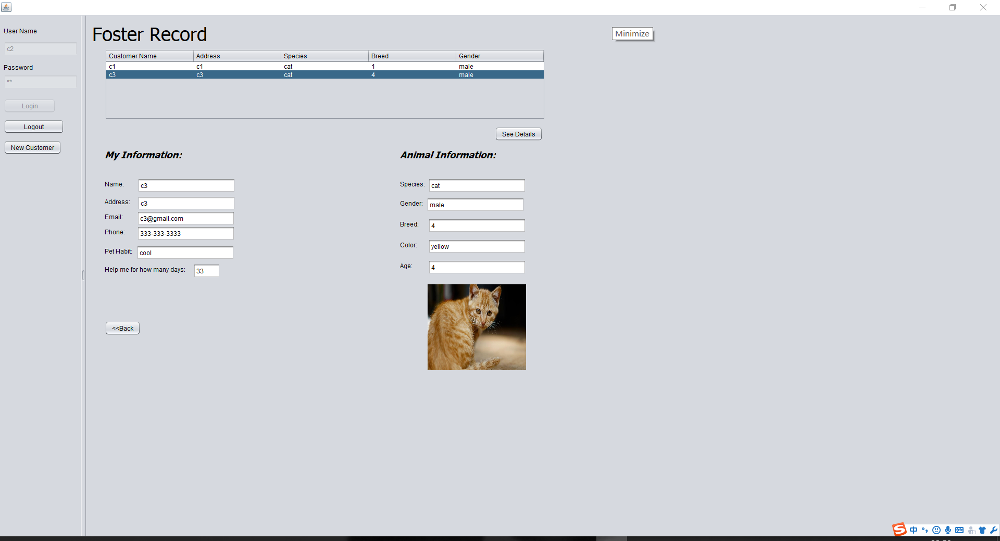 User Name
c2
Password
**
Login
Logout
New Customer
Foster Record
Minimize
Customer Name Address Species Breed Gender
c1 c1 cat 1 male
c3 c3 cat 4 male
See Details
My Information:
Name: c3
Address: c3
Email: c3@gmail.com
Phone: 333-333-3333
Pet Habit: cool
Help me for how many days: 33
<<Back
Animal Information:
Species: cat
Gender: male
Breed: 4
Color: yellow
Age: 4
S 中